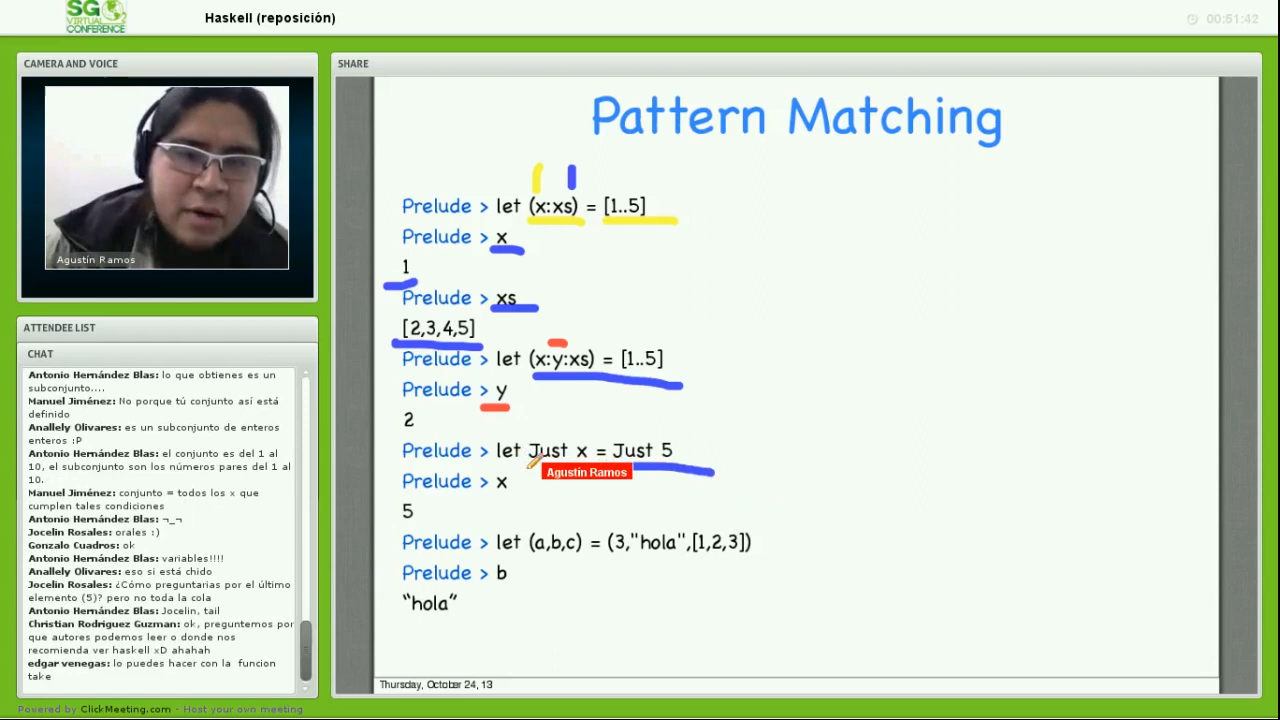 SG
VIRTUAL
CONFERENCE
Haskell (reposición)
00:51:42
CAMERA AND VOICE
Agustín Ramos
ATTENDEE LIST
CHAT
Antonio Hernández Blas: lo que obtienes es un
subconjunto....
Manuel Jiménez: No porque tú conjunto así está
definido
Anallely Olivares: es un subconjunto de enteros
enteros :P
Antonio Hernández Blas: el conjunto es del 1 al
10, el subconjunto son los números pares del 1 al
10.
Manuel Jiménez: conjunto = todos los x que
cumplen tales condiciones
Antonio Hernández Blas: ¬_¬
Jocelin Rosales: orales :)
Gonzalo Cuadros: ok
Antonio Hernández Blas: variables!!!!
Anallely Olivares: eso si está chido
Jocelin Rosales: ¿Cómo preguntarias por el último
elemento (5)? pero no toda la cola
Antonio Hernández Blas: Jocelin, tail
Christian Rodriguez Guzman: ok, preguntemos por
que autores podemos leer o donde nos
recomienda ver haskell xD ahahah
edgar venegas: lo puedes hacer con la funcion
take
SHARE
Pattern Matching
Prelude > let (x:xs) = [1..5]
Prelude > x
1
Prelude > xs
[2,3,4,5]
Prelude > let (x:y:xs) = [1..5]
Prelude > y
2
Prelude > let Just x = Just 5
Agustín Ramos
Prelude > x
5
Prelude > let (a,b,c) = (3,"hola",[1,2,3])
Prelude > b
“hola”
Thursday, October 24, 13
Powered by ClickMeeting.com - Host your own meeting